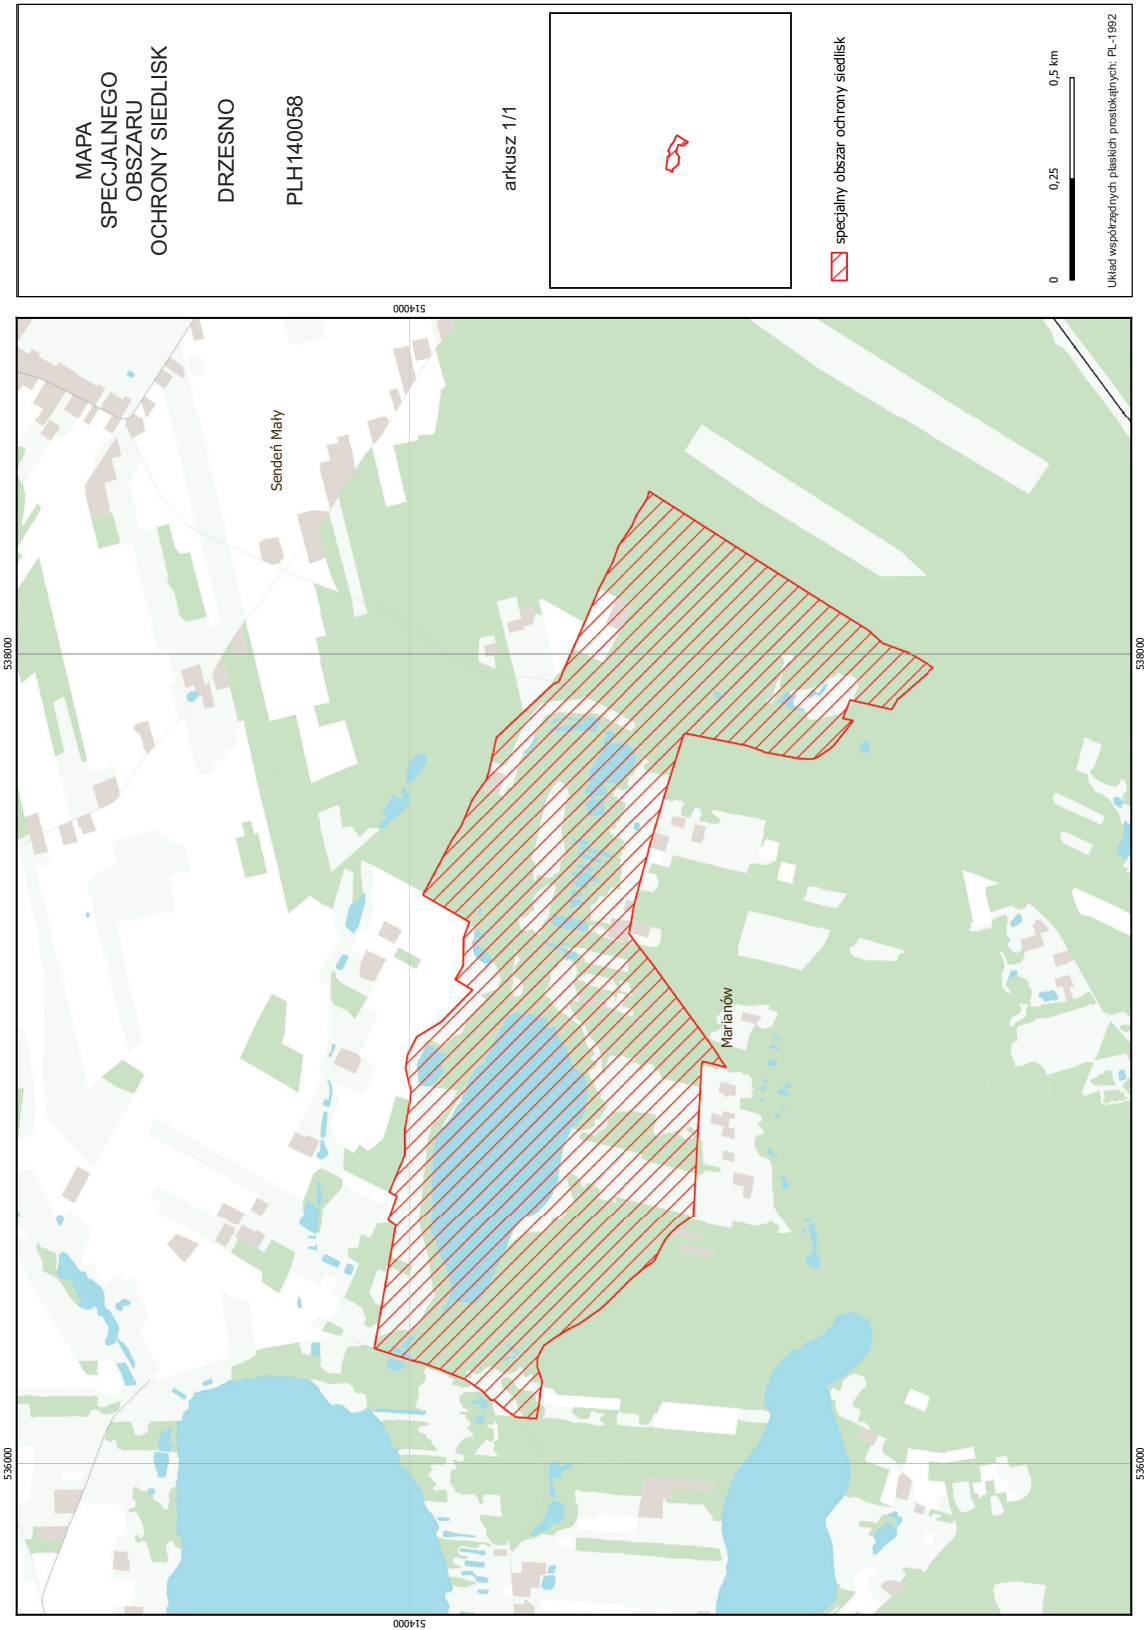 MAPA
SPECJALNEGO
OBSZARU
OCHRONY SIEDLISK
DRZESNO
PLH140058
arkusz 1/1
specjalny obszar ochrony siedlisk
0 0,25 0,5 km
Układ współrzędnych płaskich prostokątnych: PL-1992
514000
538000
538000
536000
536000
514000
Sendeń Mały
Marianów